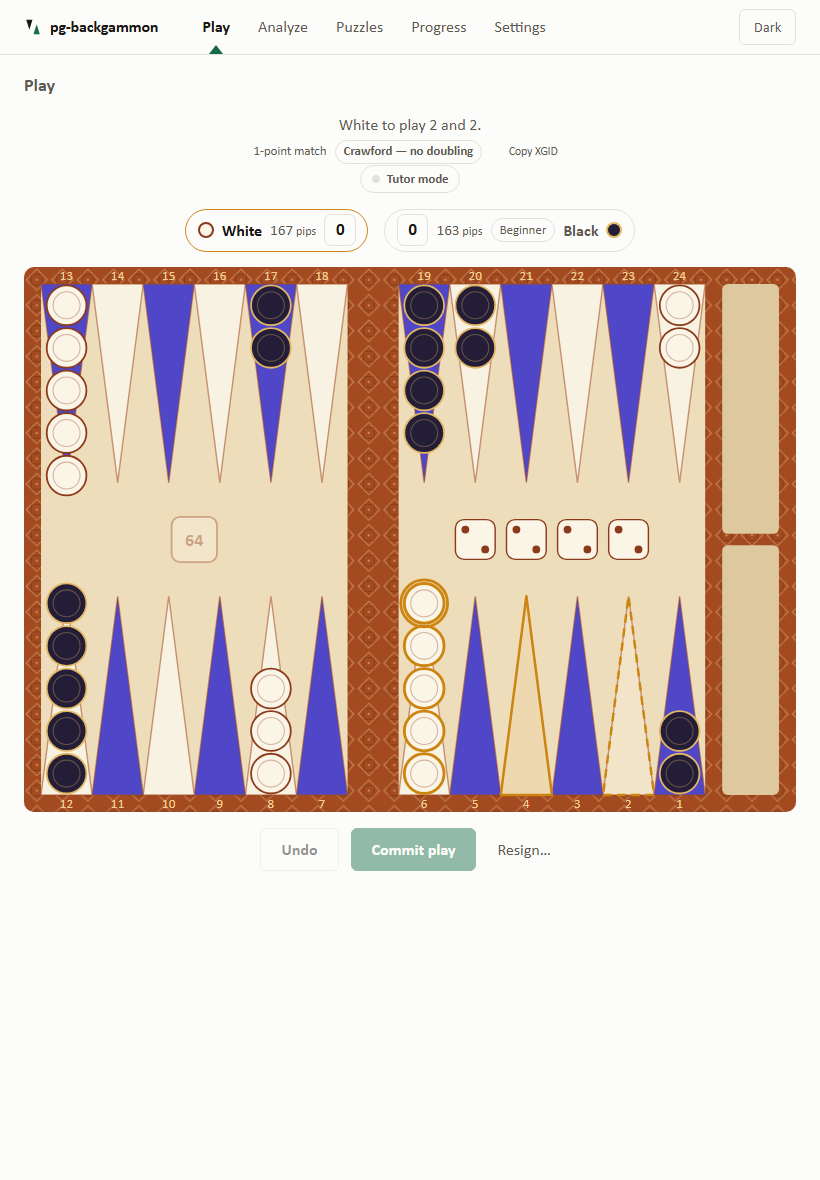 pg-backgammon Play Analyze Puzzles Progress Settings Dark
Play
White to play 2 and 2.
1-point match Crawford — no doubling Copy XGID
Tutor mode
White 167 pips 0 0 163 pips Beginner Black
13 14 15 16 17 18 19 20 21 22 23 24
64
12 11 10 9 8 7 6 5 4 3 2 1
Undo Commit play Resign...